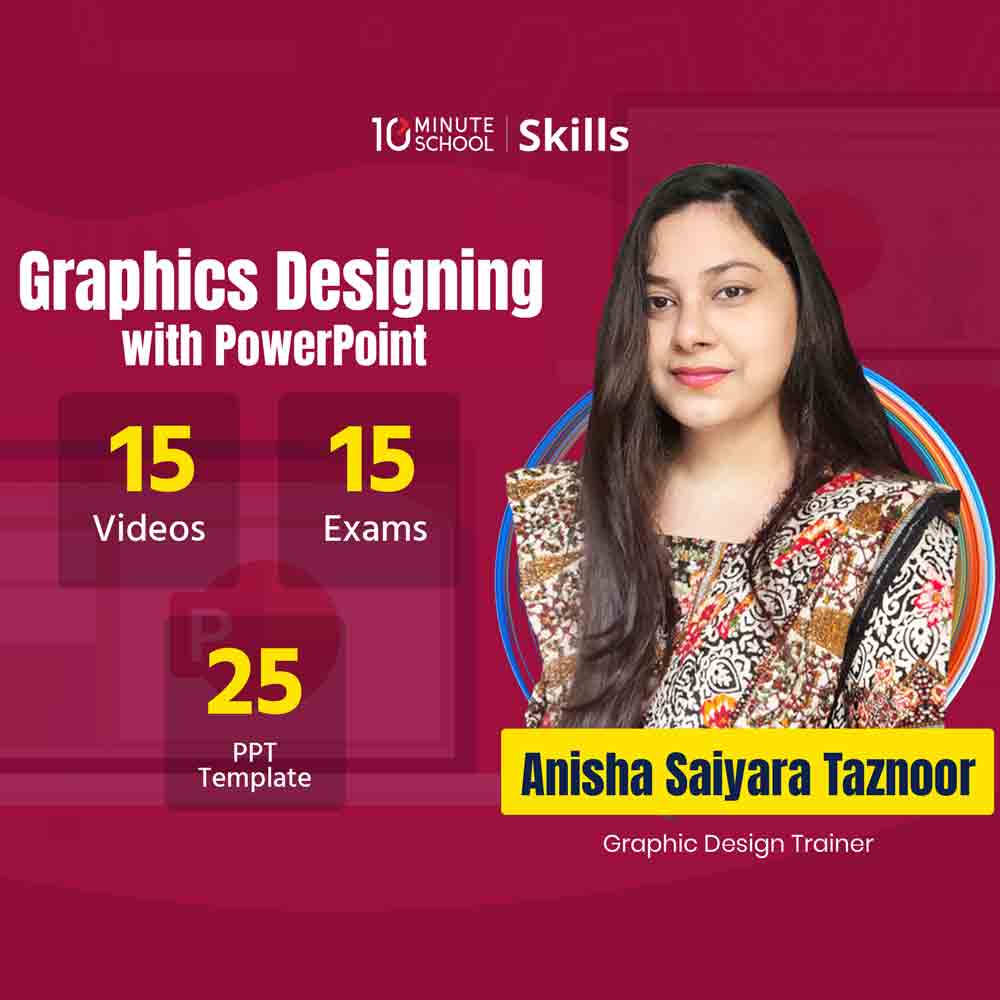 10 MINUTE SCHOOL | Skills
Graphics Designing
with PowerPoint
15
Videos
15
Exams
P
25
PPT
Template
Anisha Saiyara Taznoor
Graphic Design Trainer